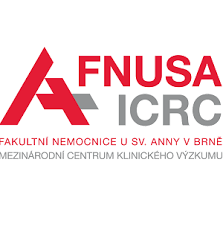 FNUSA
ICRC
FAKULTNÍ NEMOCNICE U SV. ANNY V BRNĚ
MEZINÁRODNÍ CENTRUM KLINICKÉHO VÝZKUMU